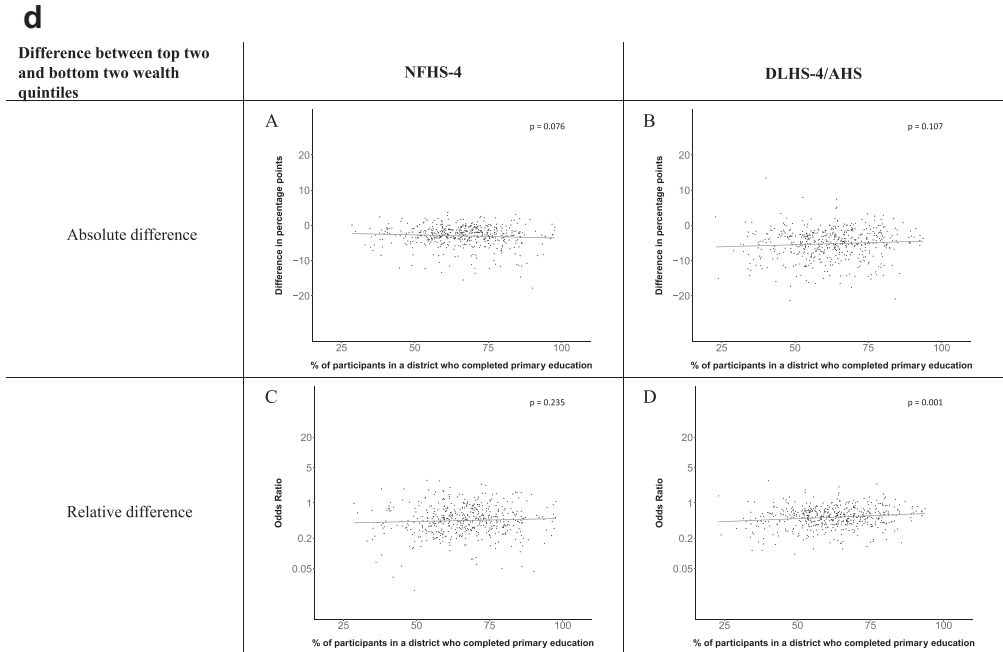 d
Difference between top two
and bottom two wealth
quintiles
NFHS-4
DLHS-4/AHS
Absolute difference
A
p = 0.076
Difference in percentage points
20
10
0
−10
−20
25 50 75 100
% of participants in a district who completed primary education
B
p = 0.107
Difference in percentage points
20
10
0
−10
−20
25 50 75 100
% of participants in a district who completed primary education
Relative difference
C
p = 0.235
Odds Ratio
20
5
1
0.2
0.05
25 50 75 100
% of participants in a district who completed primary education
D
p = 0.001
Odds Ratio
20
5
1
0.2
0.05
25 50 75 100
% of participants in a district who completed primary education